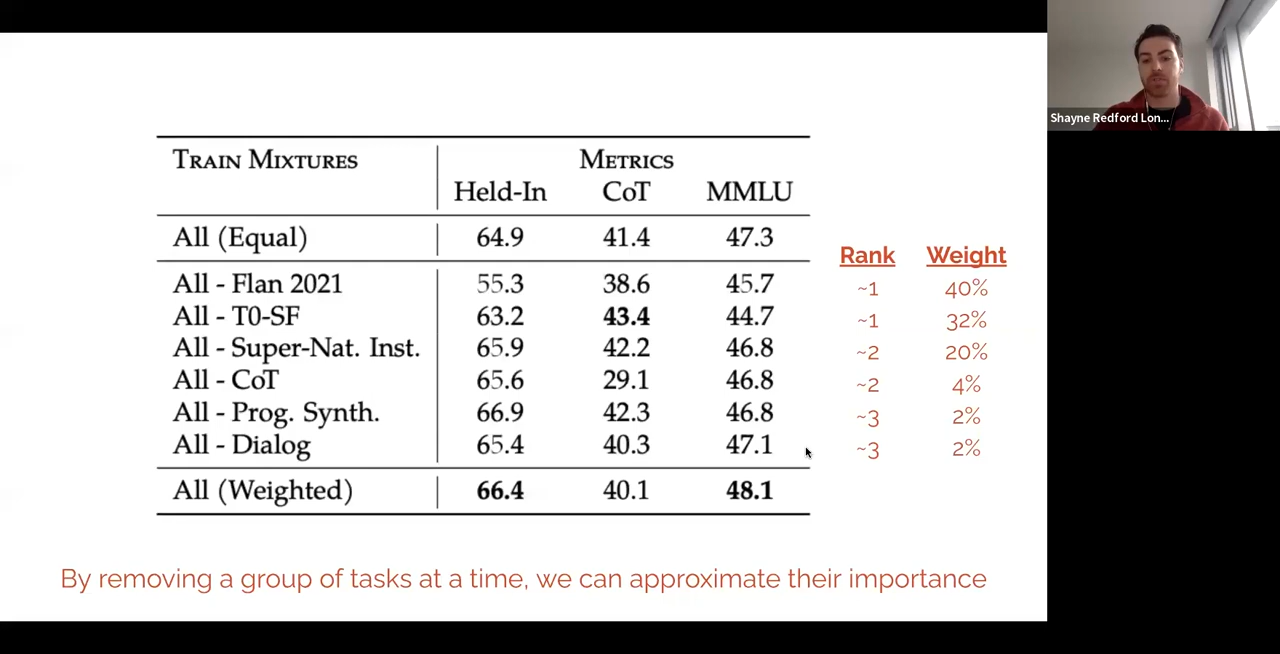 Shayne Redford Lon...
TRAIN MIXTURES METRICS
Held-In CoT MMLU
All (Equal) 64.9 41.4 47.3
Rank Weight
All - Flan 2021 55.3 38.6 45.7 ~1 40%
All - T0-SF 63.2 43.4 44.7 ~1 32%
All - Super-Nat. Inst. 65.9 42.2 46.8 ~2 20%
All - CoT 65.6 29.1 46.8 ~2 4%
All - Prog. Synth. 66.9 42.3 46.8 ~3 2%
All - Dialog 65.4 40.3 47.1 ~3 2%
All (Weighted) 66.4 40.1 48.1
By removing a group of tasks at a time, we can approximate their importance